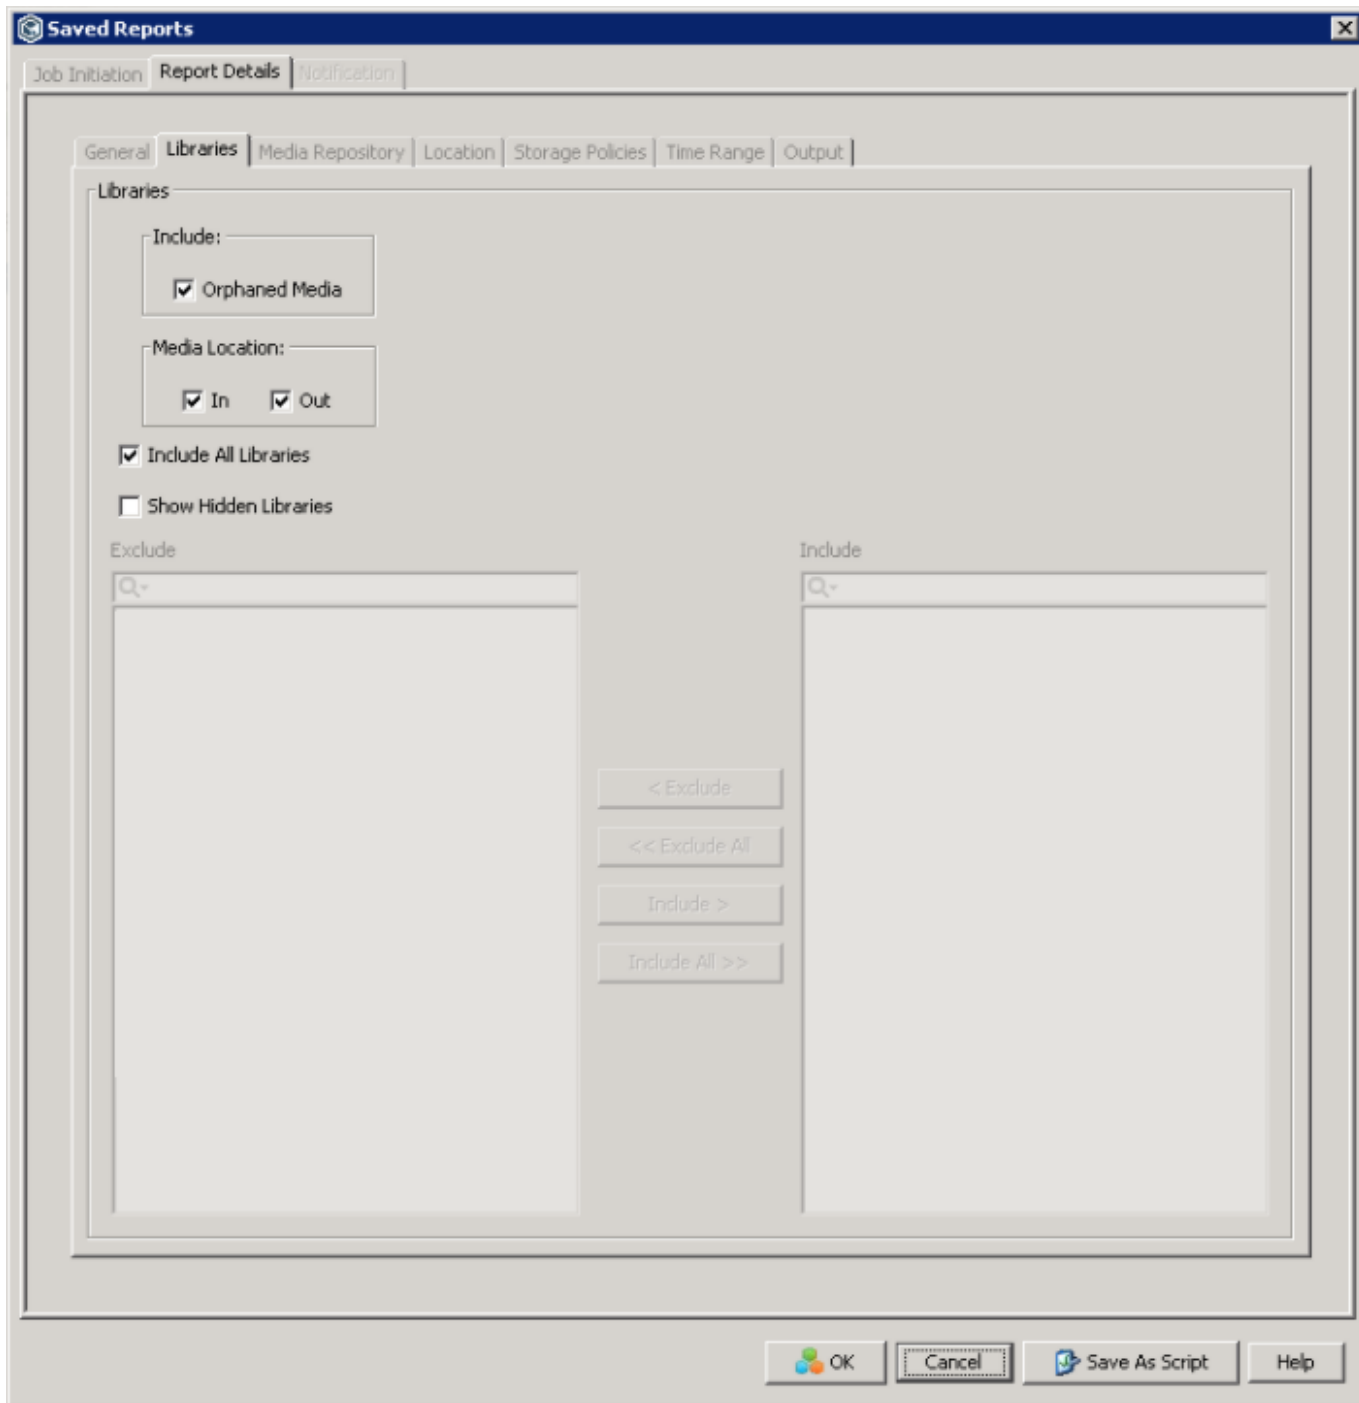 Saved Reports
Job Initiation Report Details Notification
General Libraries Media Repository Location Storage Policies Time Range Output
Libraries
Include:
Orphaned Media
Media Location:
In Out
Include All Libraries
Show Hidden Libraries
Exclude Include
< Exclude
<< Exclude All
Include >
Include All >>
OK Cancel Save As Script Help